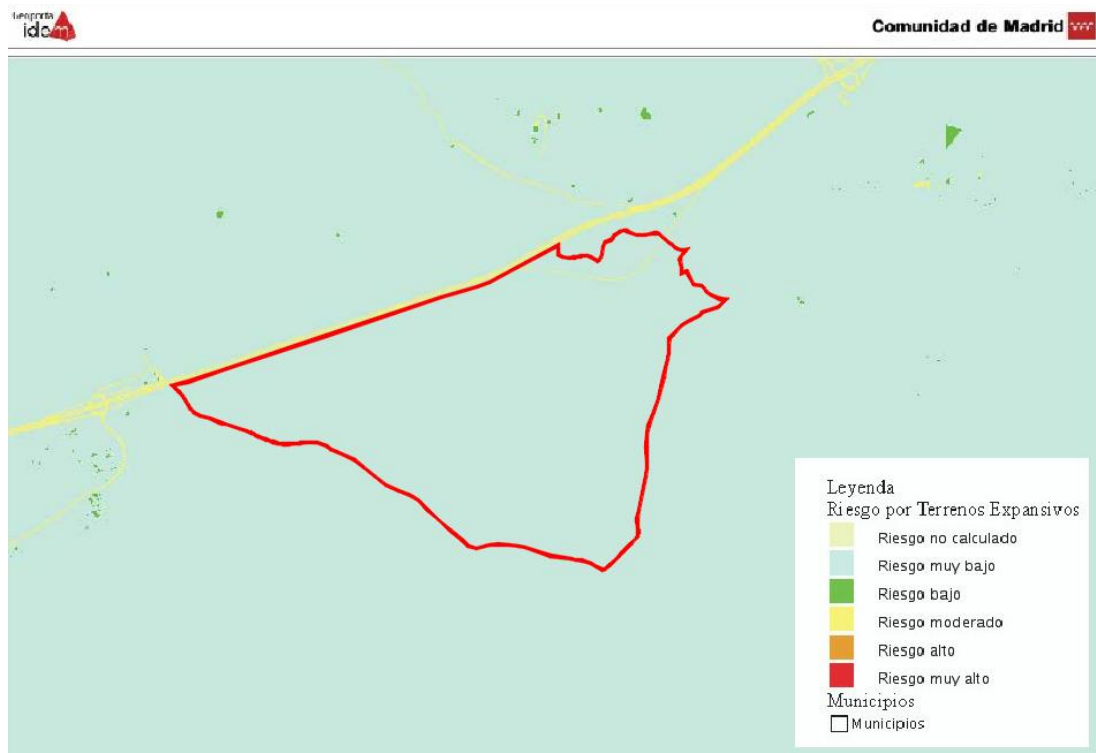 Geoportal
idem
Comunidad de Madrid
Leyenda
Riesgo por Terrenos Expansivos
Riesgo no calculado
Riesgo muy bajo
Riesgo bajo
Riesgo moderado
Riesgo alto
Riesgo muy alto
Municipios
Municipios